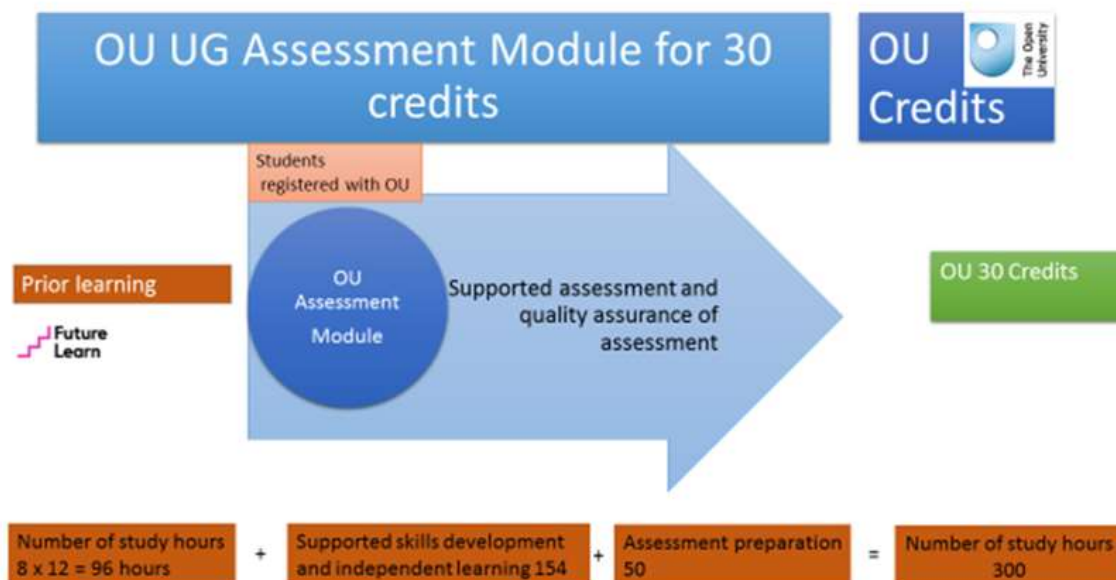 OU UG Assessment Module for 30
credits
OU
Credits
The Open
University
Students
registered with OU
Prior learning
Future
Learn
OU
Assessment
Module
Supported assessment and
quality assurance of
assessment
OU 30 Credits
Number of study hours
8 x 12 = 96 hours
+
Supported skills development
and independent learning 154
+
Assessment preparation
50
=
Number of study hours
300